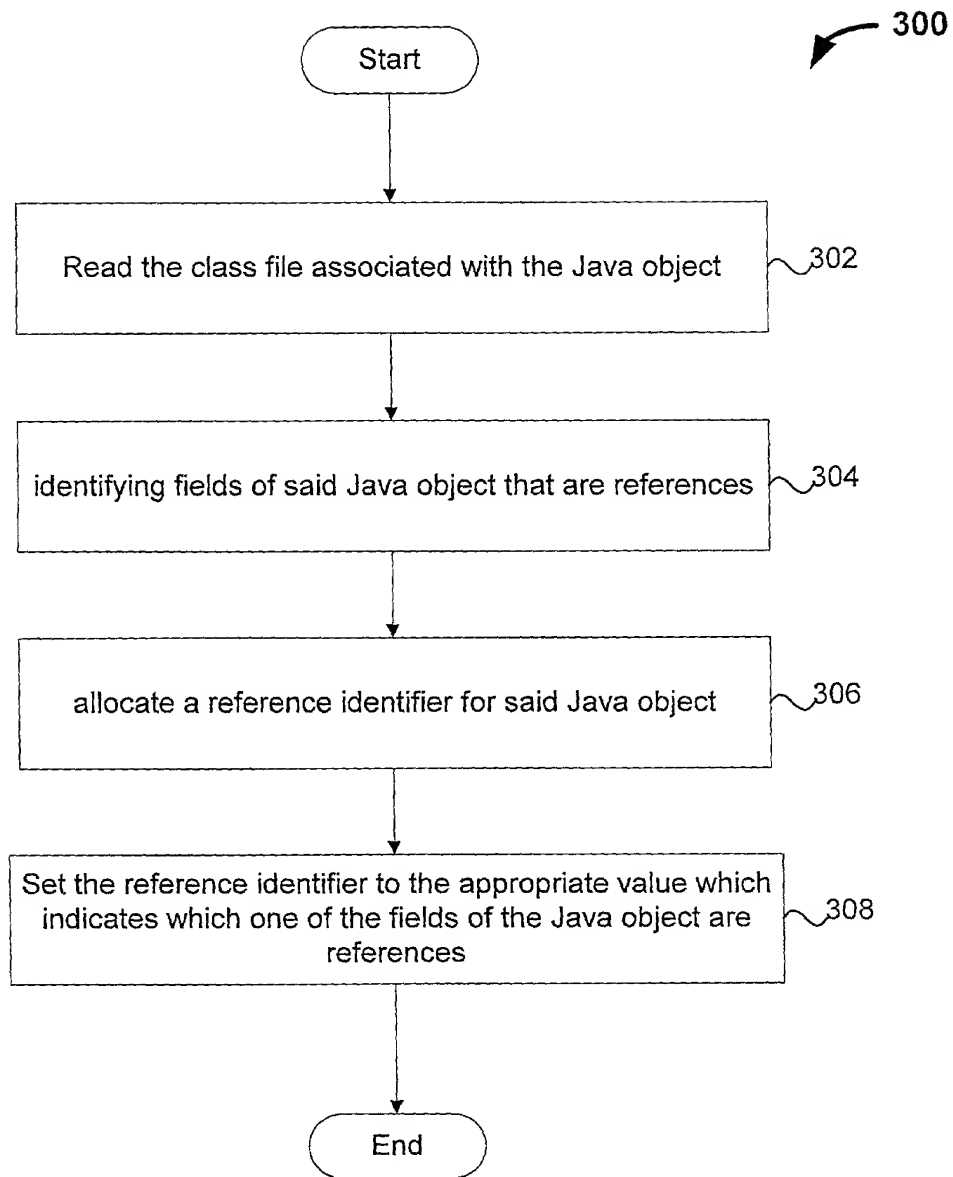 300
Start
Read the class file associated with the Java object
302
identifying fields of said Java object that are references
304
allocate a reference identifier for said Java object
306
Set the reference identifier to the appropriate value which
indicates which one of the fields of the Java object are
references
308
End